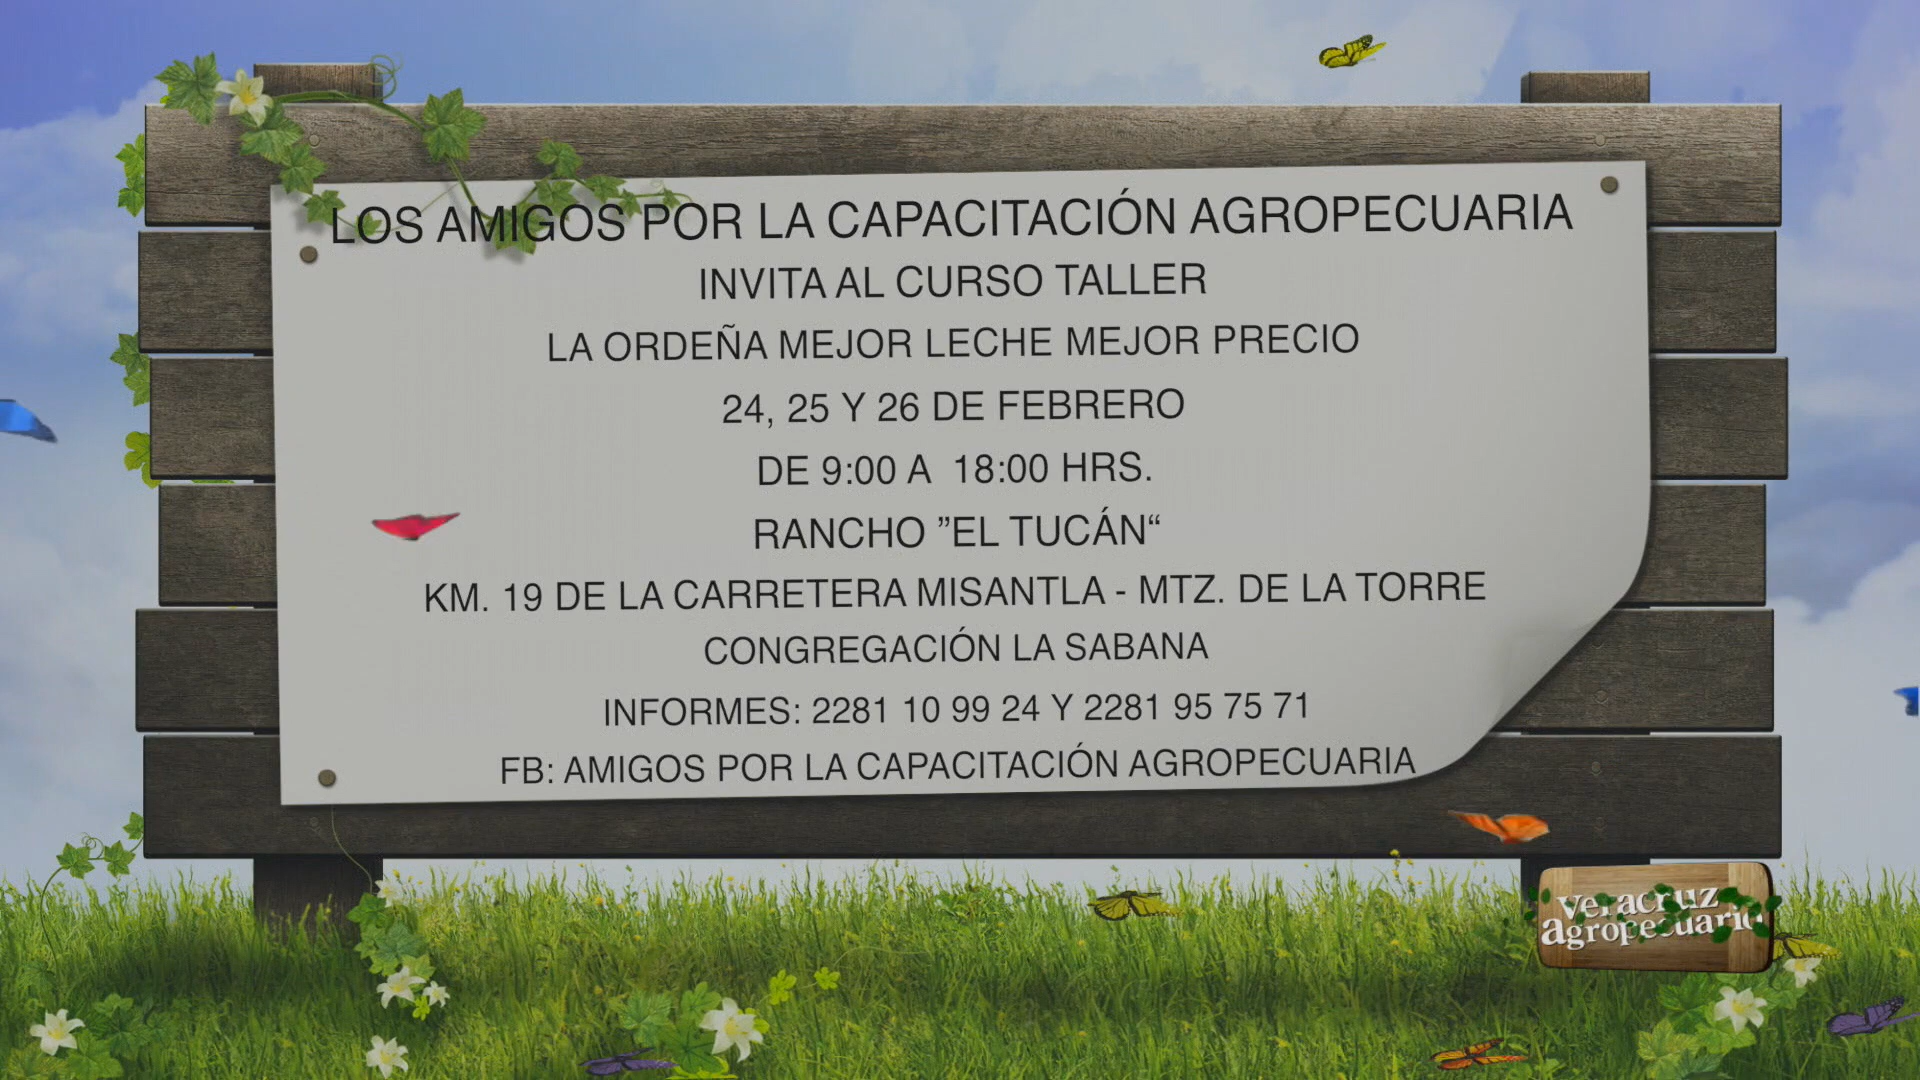 LOS AMIGOS POR LA CAPACITACIÓN AGROPECUARIA
INVITA AL CURSO TALLER
LA ORDEÑA MEJOR LECHE MEJOR PRECIO
24, 25 Y 26 DE FEBRERO
DE 9:00 A 18:00 HRS.
RANCHO ”EL TUCÁN“
KM. 19 DE LA CARRETERA MISANTLA - MTZ. DE LA TORRE
CONGREGACIÓN LA SABANA
INFORMES: 2281 10 99 24 Y 2281 95 75 71
FB: AMIGOS POR LA CAPACITACIÓN AGROPECUARIA
veracruz
agropecuario